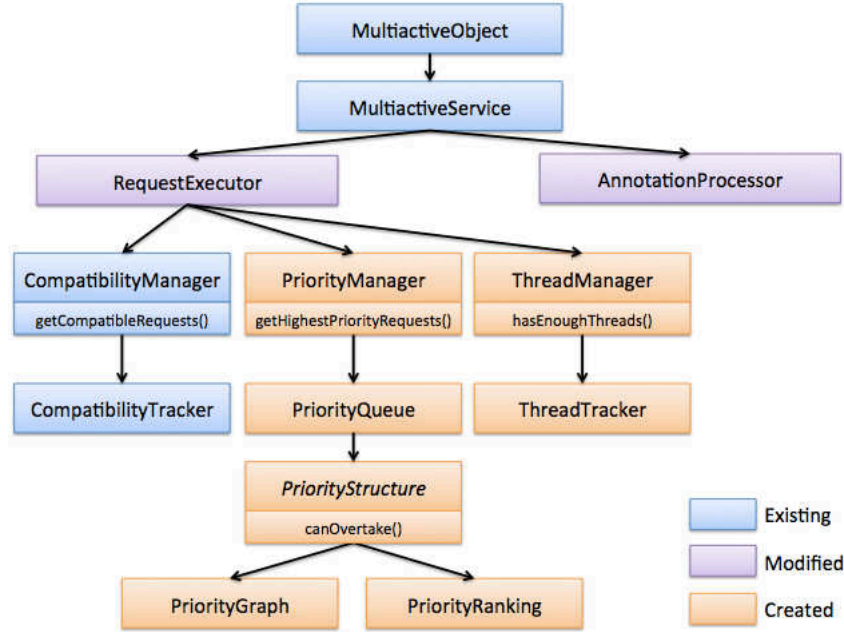 MultiactiveObject
MultiactiveService
RequestExecutor
AnnotationProcessor
CompatibilityManager
getCompatibleRequests()
PriorityManager
getHighestPriorityRequests()
ThreadManager
hasEnoughThreads()
CompatibilityTracker
PriorityQueue
ThreadTracker
PriorityStructure
canOvertake()
PriorityGraph
PriorityRanking
Existing
Modified
Created